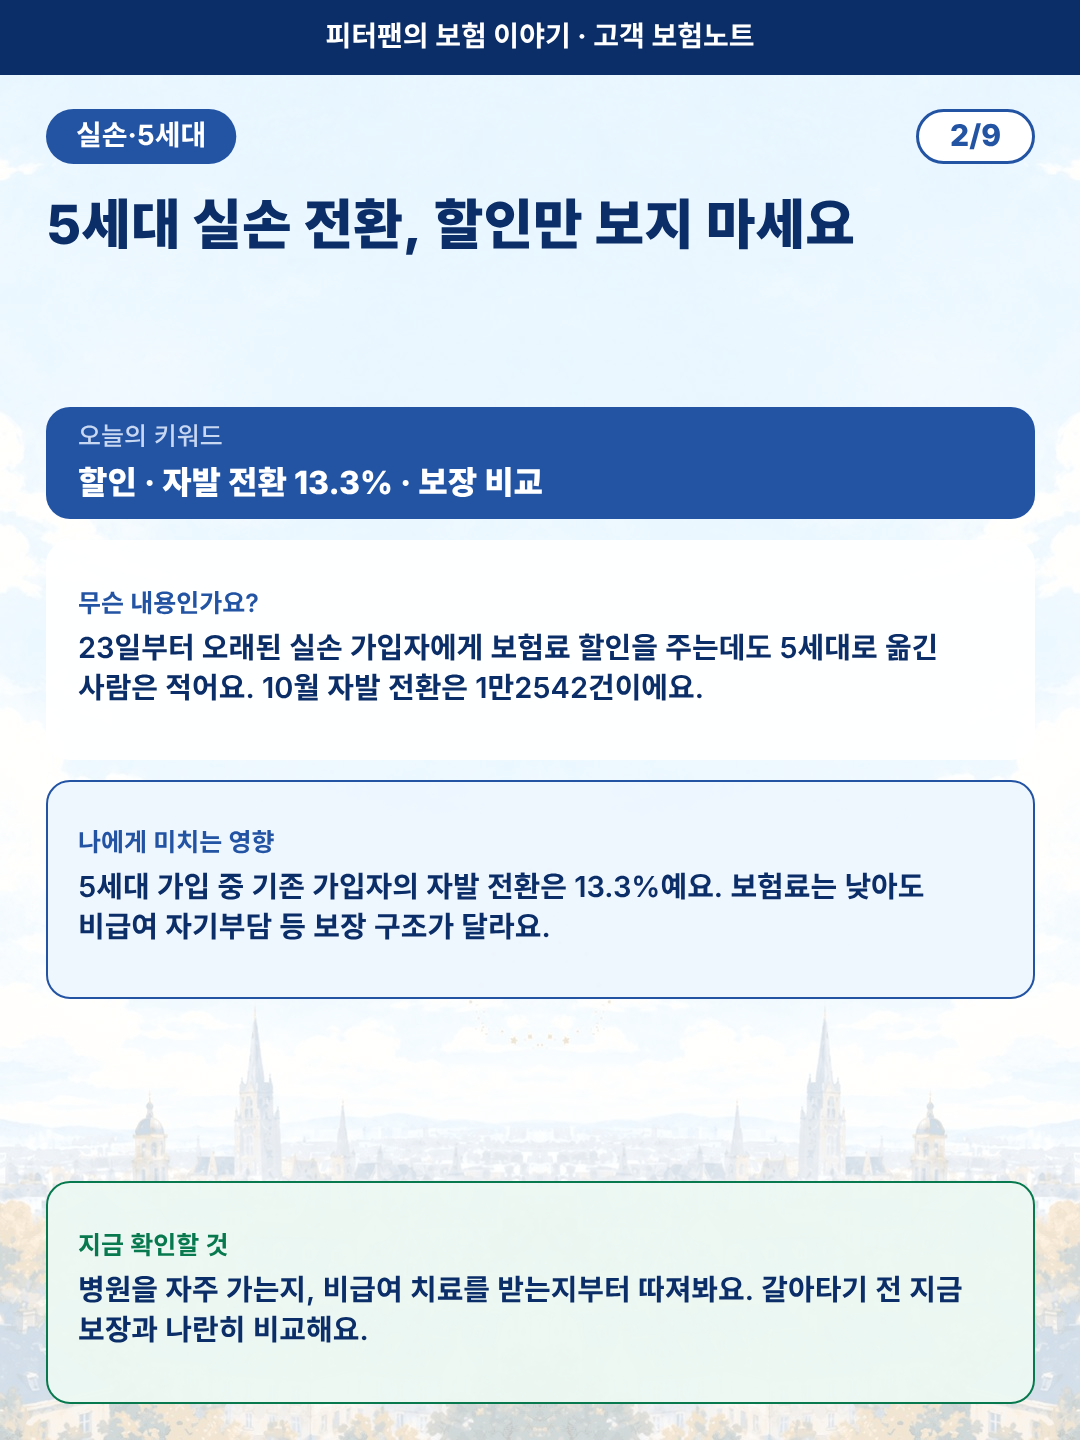 피터팬의 보험 이야기 · 고객 보험노트
실손·5세대
2/9
5세대 실손 전환, 할인만 보지 마세요
오늘의 키워드
할인 · 자발 전환 13.3% · 보장 비교
무슨 내용인가요?
23일부터 오래된 실손 가입자에게 보험료 할인을 주는데도 5세대로 옮긴
사람은 적어요. 10월 자발 전환은 1만2542건이에요.
나에게 미치는 영향
5세대 가입 중 기존 가입자의 자발 전환은 13.3%예요. 보험료는 낮아도
비급여 자기부담 등 보장 구조가 달라요.
지금 확인할 것
병원을 자주 가는지, 비급여 치료를 받는지부터 따져봐요. 갈아타기 전 지금
보장과 나란히 비교해요.